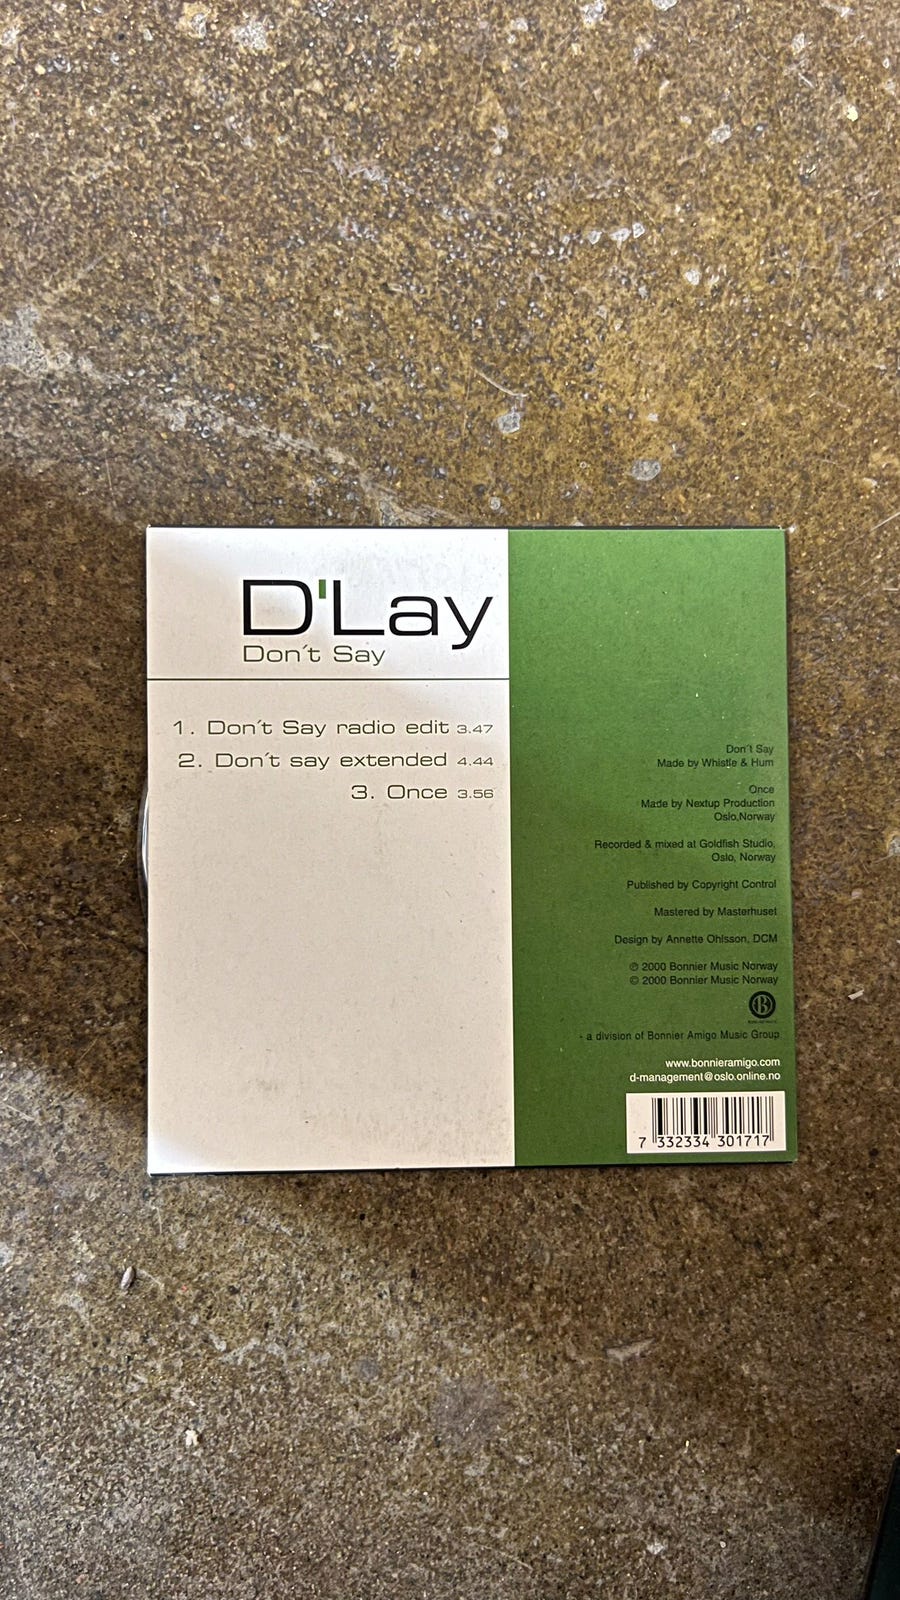 D'Lay
Don´t Say
1. Don´t Say radio edit 3.47
2. Don´t say extended 4.44
3. Once 3.56
Don´t Say
Made by Whistle & Hum
Once
Made by Nextup Production
Oslo,Norway
Recorded & mixed at Goldfish Studio,
Oslo, Norway
Published by Copyright Control
Mastered by Masterhuset
Design by Annette Ohlsson, DCM
℗ 2000 Bonnier Music Norway
© 2000 Bonnier Music Norway
B
- a division of Bonnier Amigo Music Group
www.bonnieramigo.com
d-management@oslo.online.no
7 332334 301717